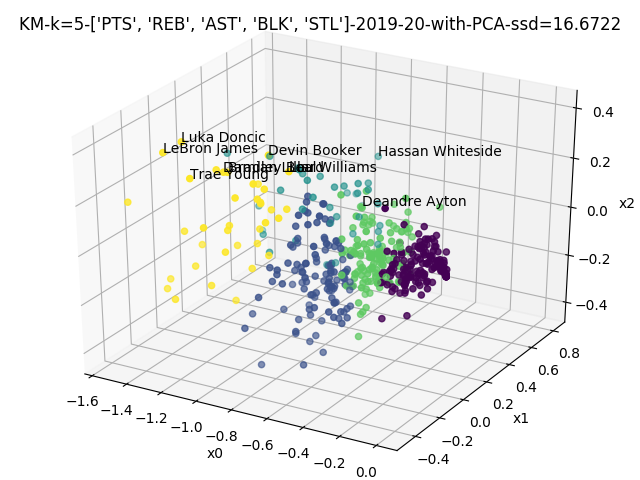 KM-k=5-['PTS', 'REB', 'AST', 'BLK', 'STL']-2019-20-with-PCA-ssd=16.6722
Luka Doncic
LeBron James
Devin Booker
Hassan Whiteside
Bradley Beal
Williams
Trae Young
Deandre Ayton
x2
0.4
0.2
0.0
−0.2
−0.4
x1
0.8
0.6
0.4
0.2
0.0
−0.2
−0.4
x0
−1.6
−1.4
−1.2
−1.0
−0.8
−0.6
−0.4
−0.2
0.0